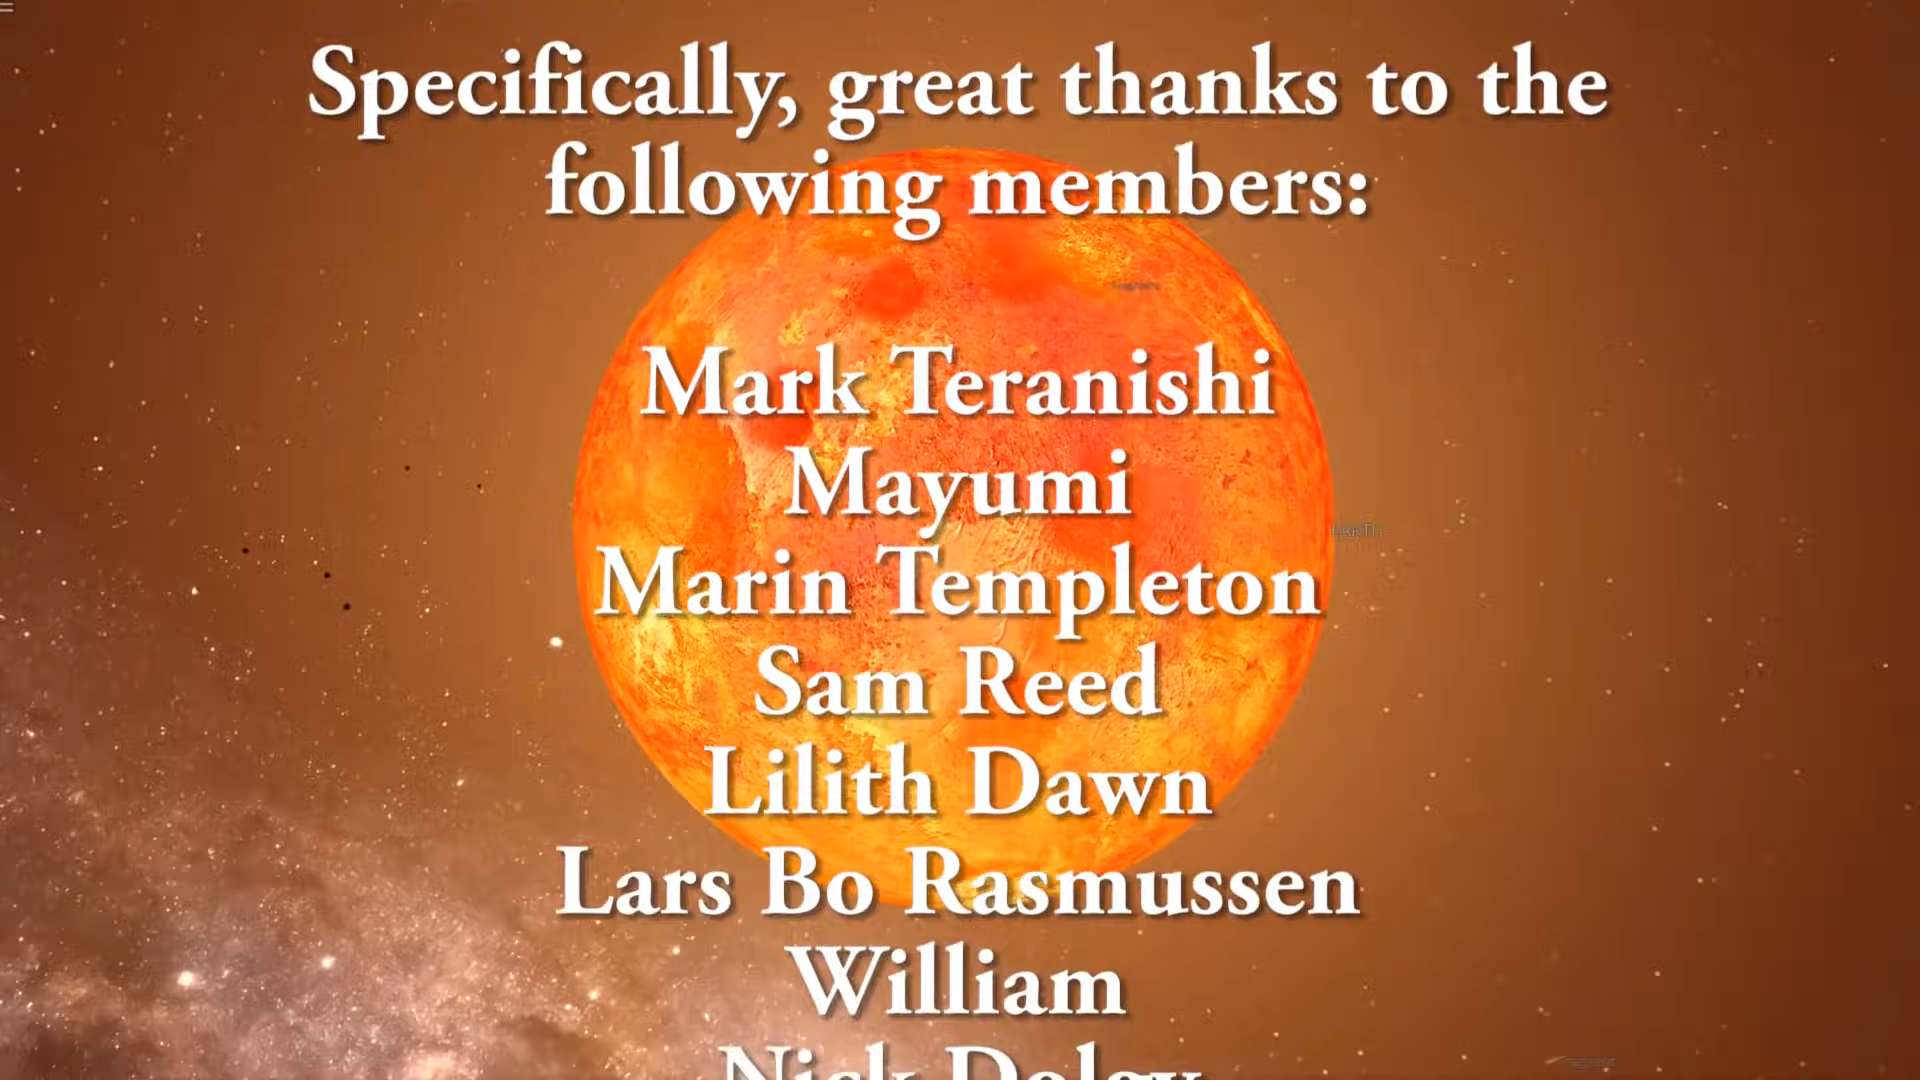 Specifically, great thanks to the
following members:
Mark Teranishi
Mayumi
Marin Templeton
Sam Reed
Lilith Dawn
Lars Bo Rasmussen
William
Nick